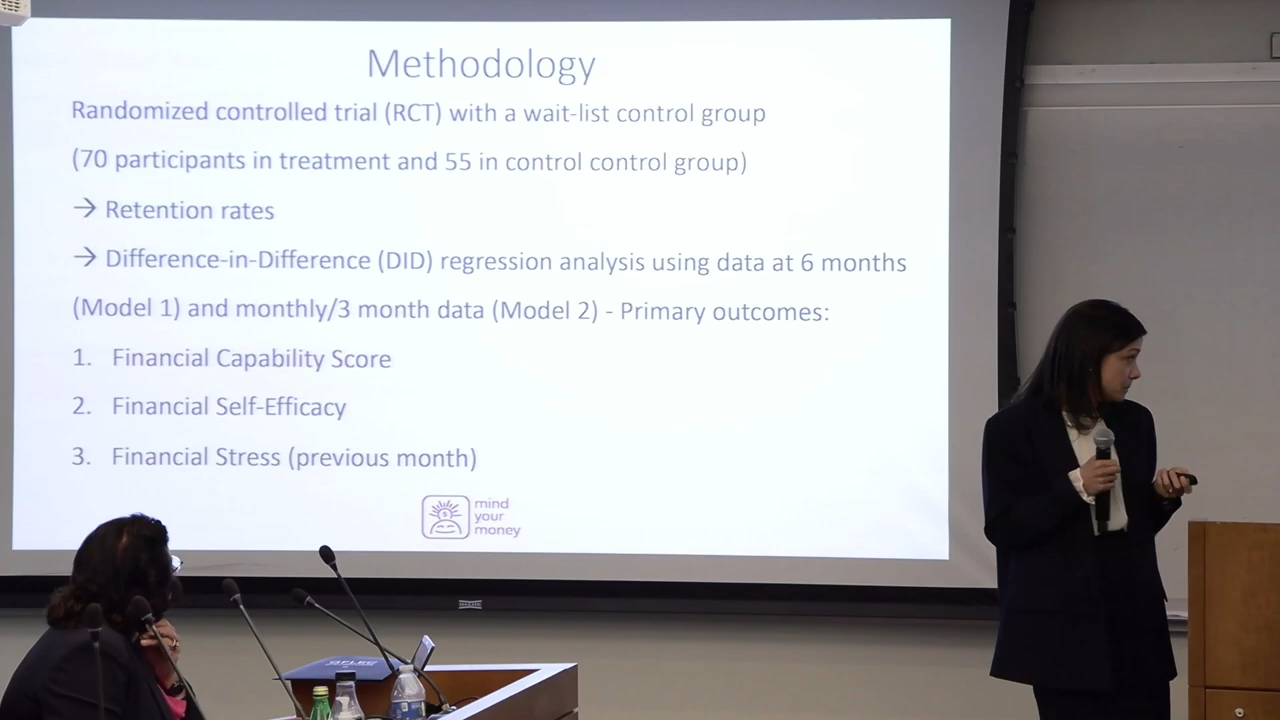 Methodology
Randomized controlled trial (RCT) with a wait-list control group
(70 participants in treatment and 55 in control control group)
→ Retention rates
→ Difference-in-Difference (DID) regression analysis using data at 6 months
(Model 1) and monthly/3 month data (Model 2) - Primary outcomes:
1. Financial Capability Score
2. Financial Self-Efficacy
3. Financial Stress (previous month)
mind
your
money